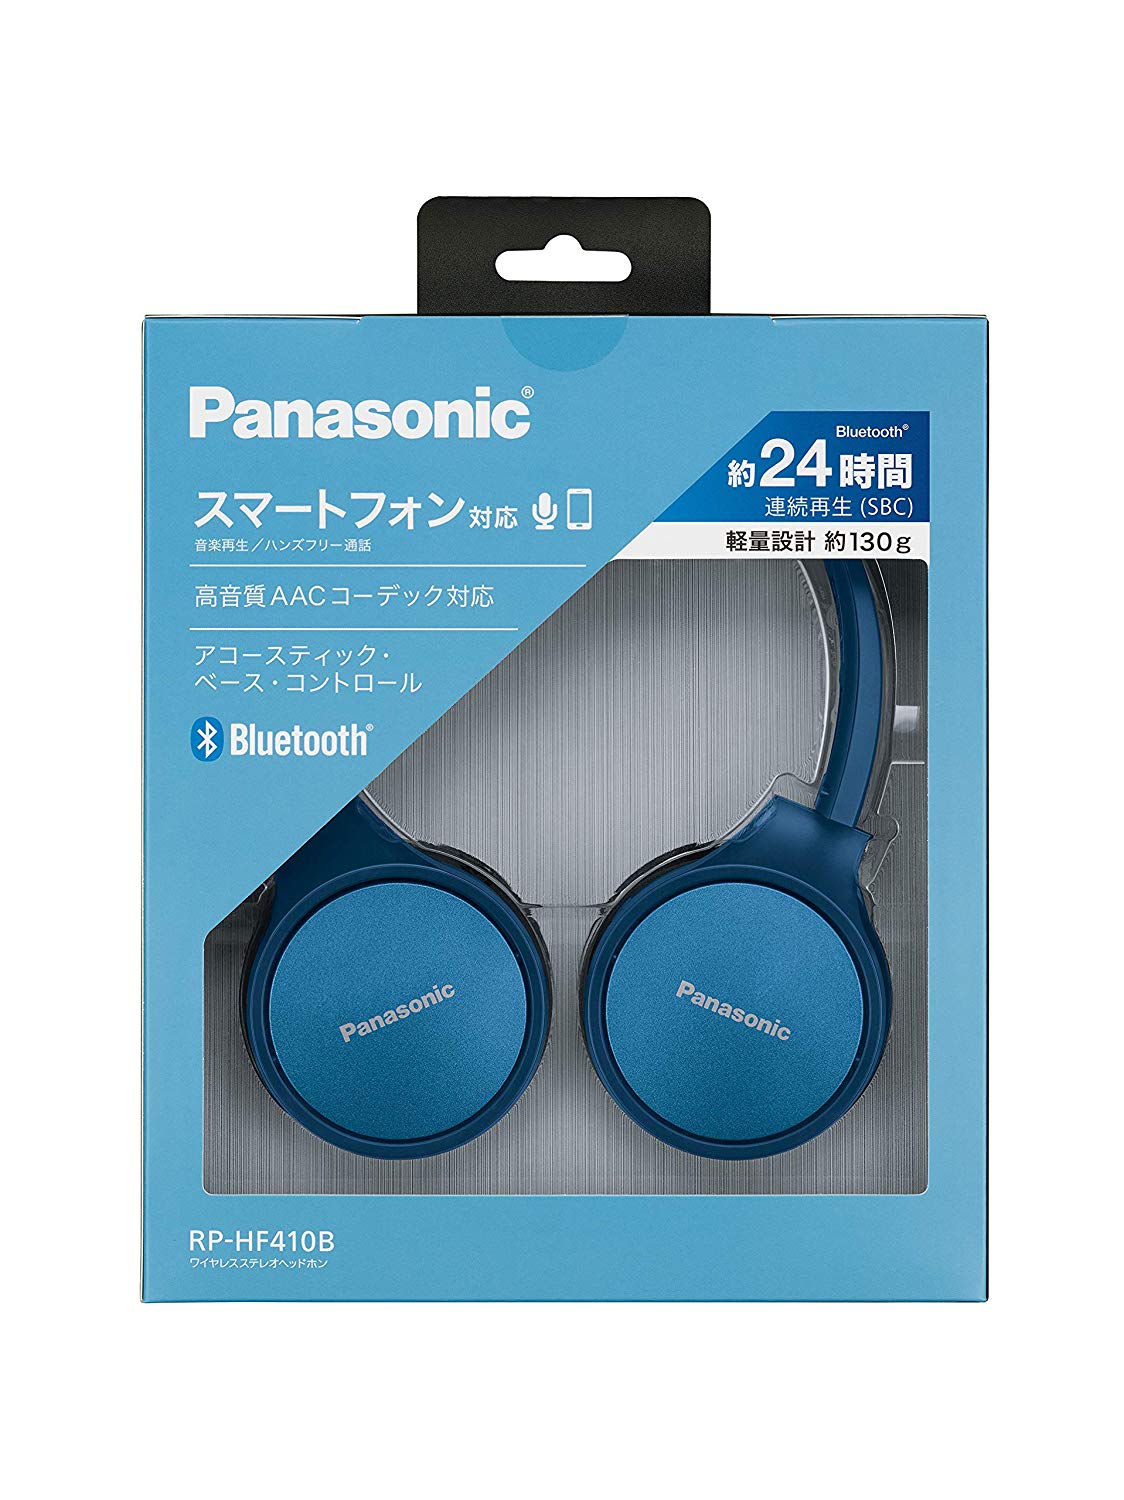 Panasonic®
スマートフォン対応
音楽再生／ハンズフリー通話
高音質AACコーデック対応
アコースティック・
ベース・コントロール
Bluetooth®
Bluetooth®
約24時間
連続再生(SBC)
軽量設計 約130g
Panasonic
Panasonic
RP-HF410B
ワイヤレスステレオヘッドホン